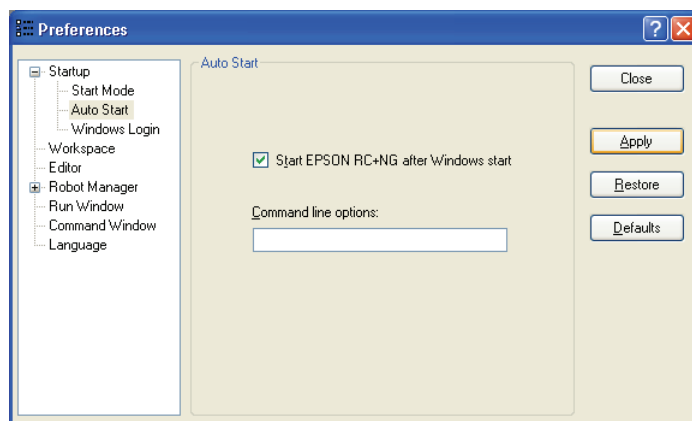 Preferences
Startup
Start Mode
Auto Start
Windows Login
Workspace
Editor
Robot Manager
Run Window
Command Window
Language
Auto Start
Start EPSON RC+NG after Windows start
Command line options:
Close
Apply
Restore
Defaults